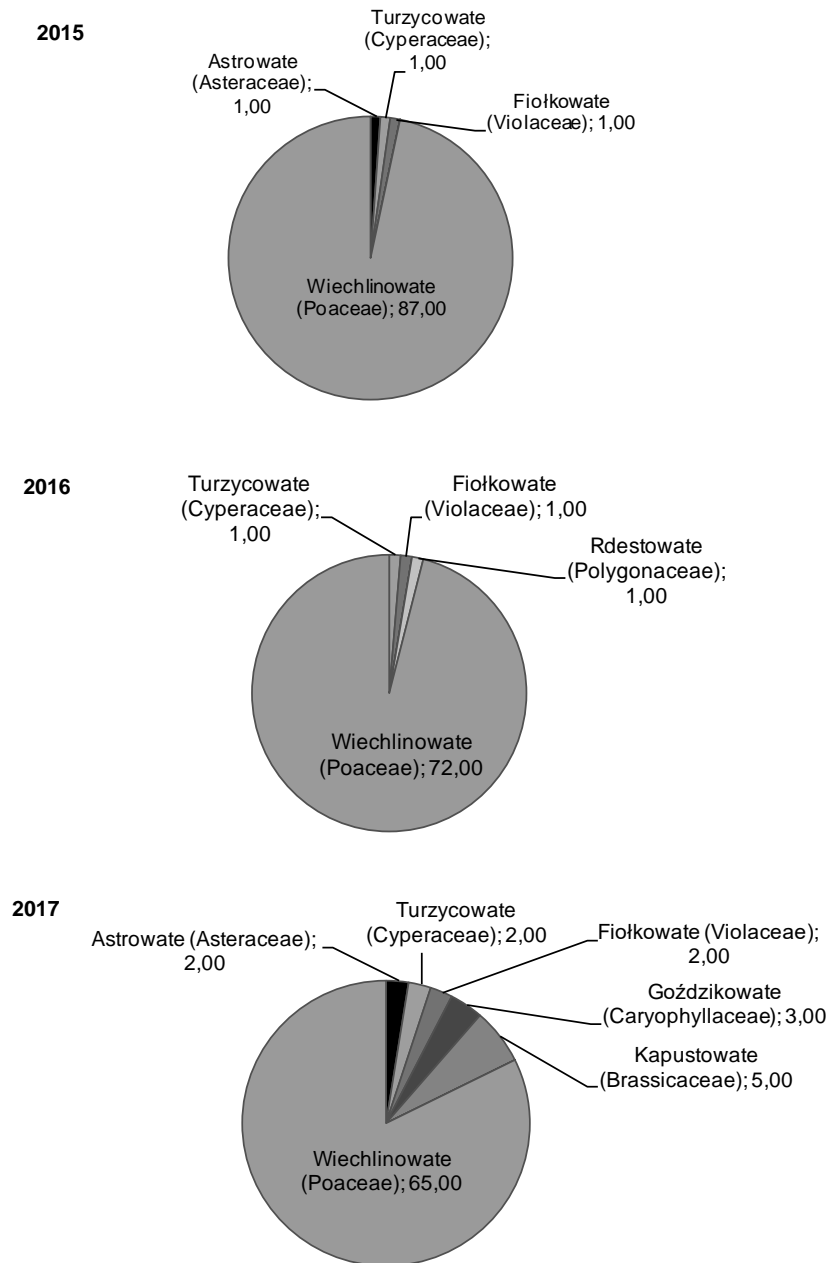 2015
Turzycowate
(Cyperaceae);
1,00
Astrowate
(Asteraceae);
1,00
Fiołkowate
(Violaceae); 1,00
Wiechlinowate
(Poaceae); 87,00
2016
Turzycowate
(Cyperaceae);
1,00
Fiołkowate
(Violaceae); 1,00
Rdestowate
(Polygonaceae);
1,00
Wiechlinowate
(Poaceae); 72,00
2017
Astrowate (Asteraceae);
2,00
Turzycowate
(Cyperaceae); 2,00
Fiołkowate (Violaceae);
2,00
Goździkowate
(Caryophyllaceae); 3,00
Kapustowate
(Brassicaceae); 5,00
Wiechlinowate
(Poaceae); 65,00